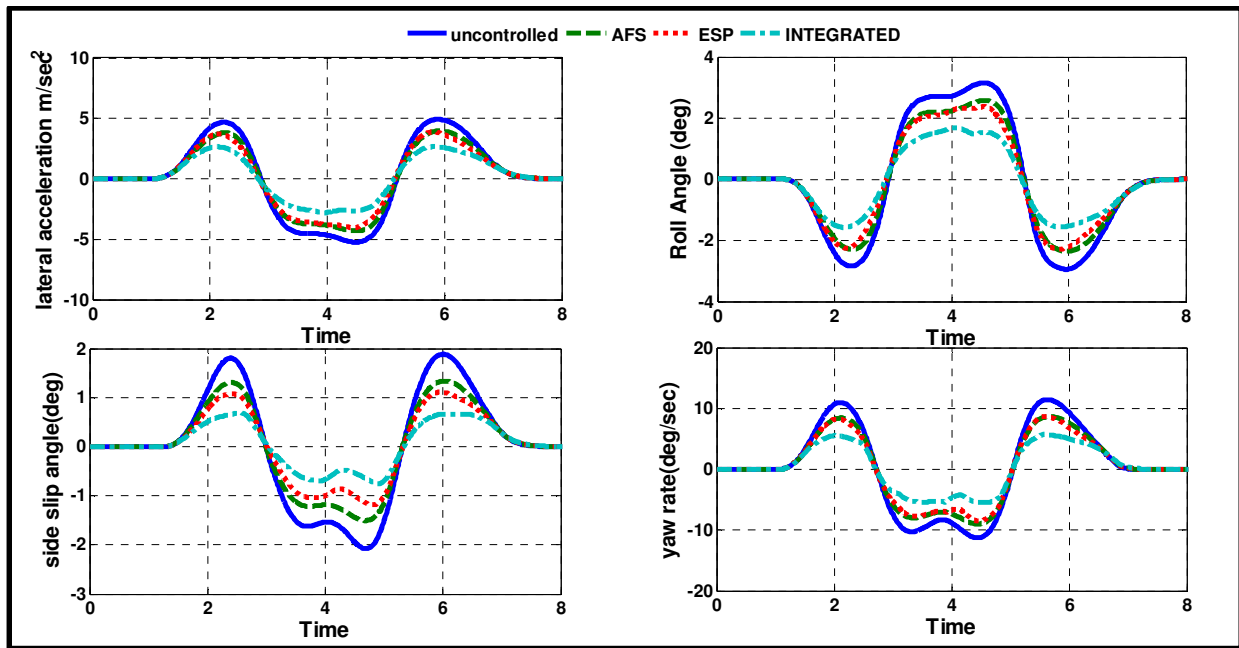 uncontrolled AFS ESP INTEGRATED
lateral acceleration m/sec²
10
5
0
-5
-10
0 2 4 6 8
Time
Roll Angle (deg)
4
2
0
-2
-4
0 2 4 6 8
Time
side slip angle(deg)
2
1
0
-1
-2
-3
0 2 4 6 8
Time
yaw rate(deg/sec)
20
10
0
-10
-20
0 2 4 6 8
Time